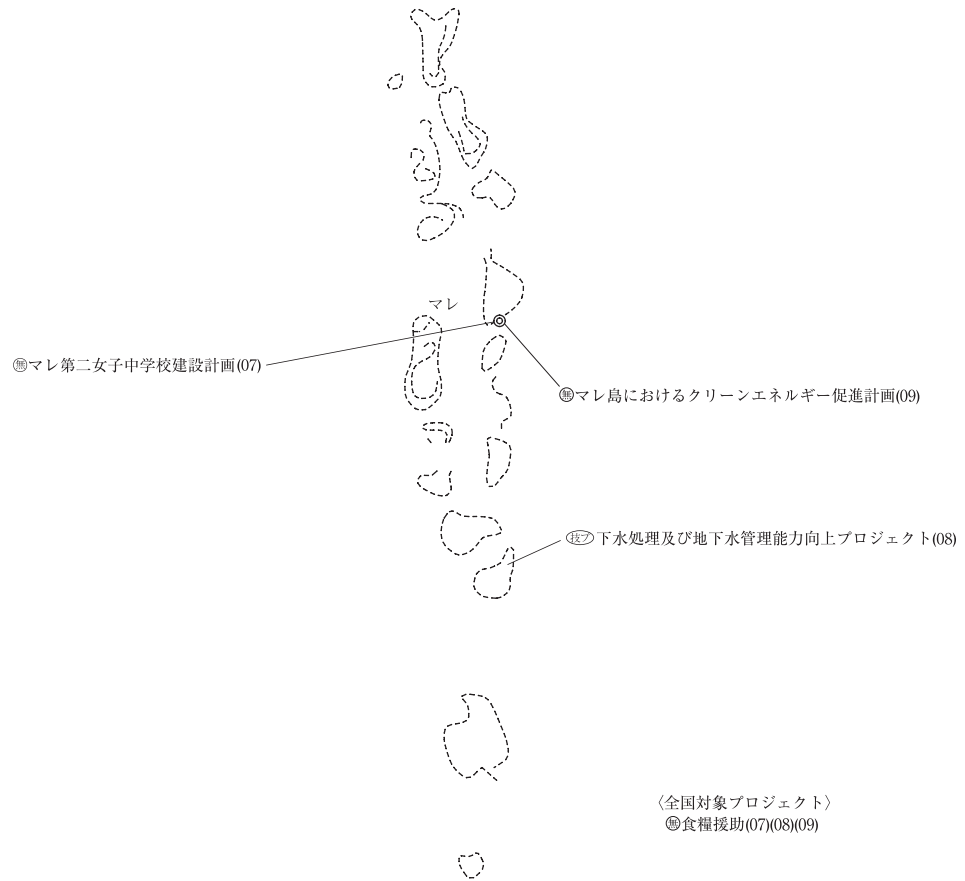 マレ
㊮マレ第二女子中学校建設計画(07)
㊮マレ島におけるクリーンエネルギー促進計画(09)
技プ下水処理及び地下水管理能力向上プロジェクト(08)
〈全国対象プロジェクト〉
無食糧援助(07)(08)(09)